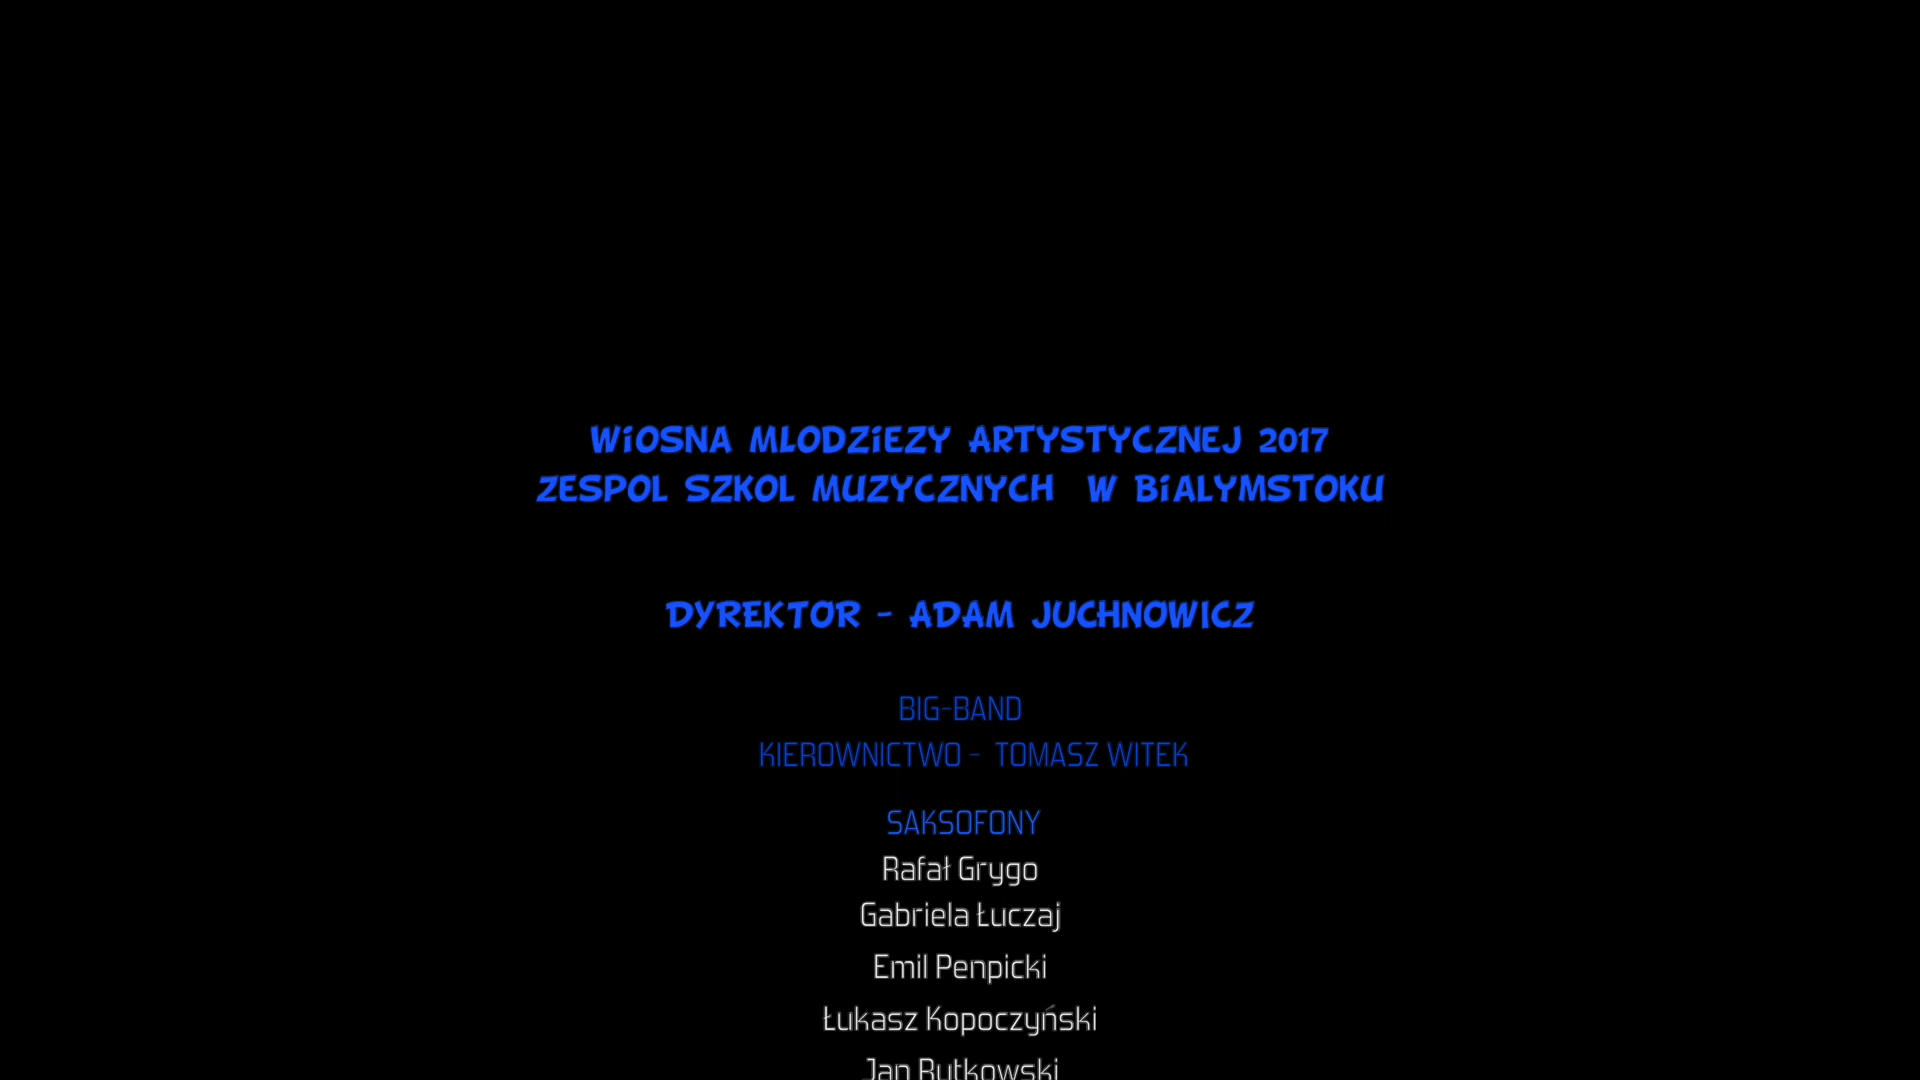 WiOSNA MLODZiEZY ARTYSTYCZNEJ 2017
ZESPOL SZKOL MUZYCZNYCH W BiALYMSTOKU
DYREKTOR - ADAM JUCHNOWICZ
BIG-BAND
KIEROWNICTWO - TOMASZ WITEK
SAKSOFONY
Rafał Grygo
Gabriela Łuczaj
Emil Penpicki
Łukasz Kopoczyński
Jan Rutkowski